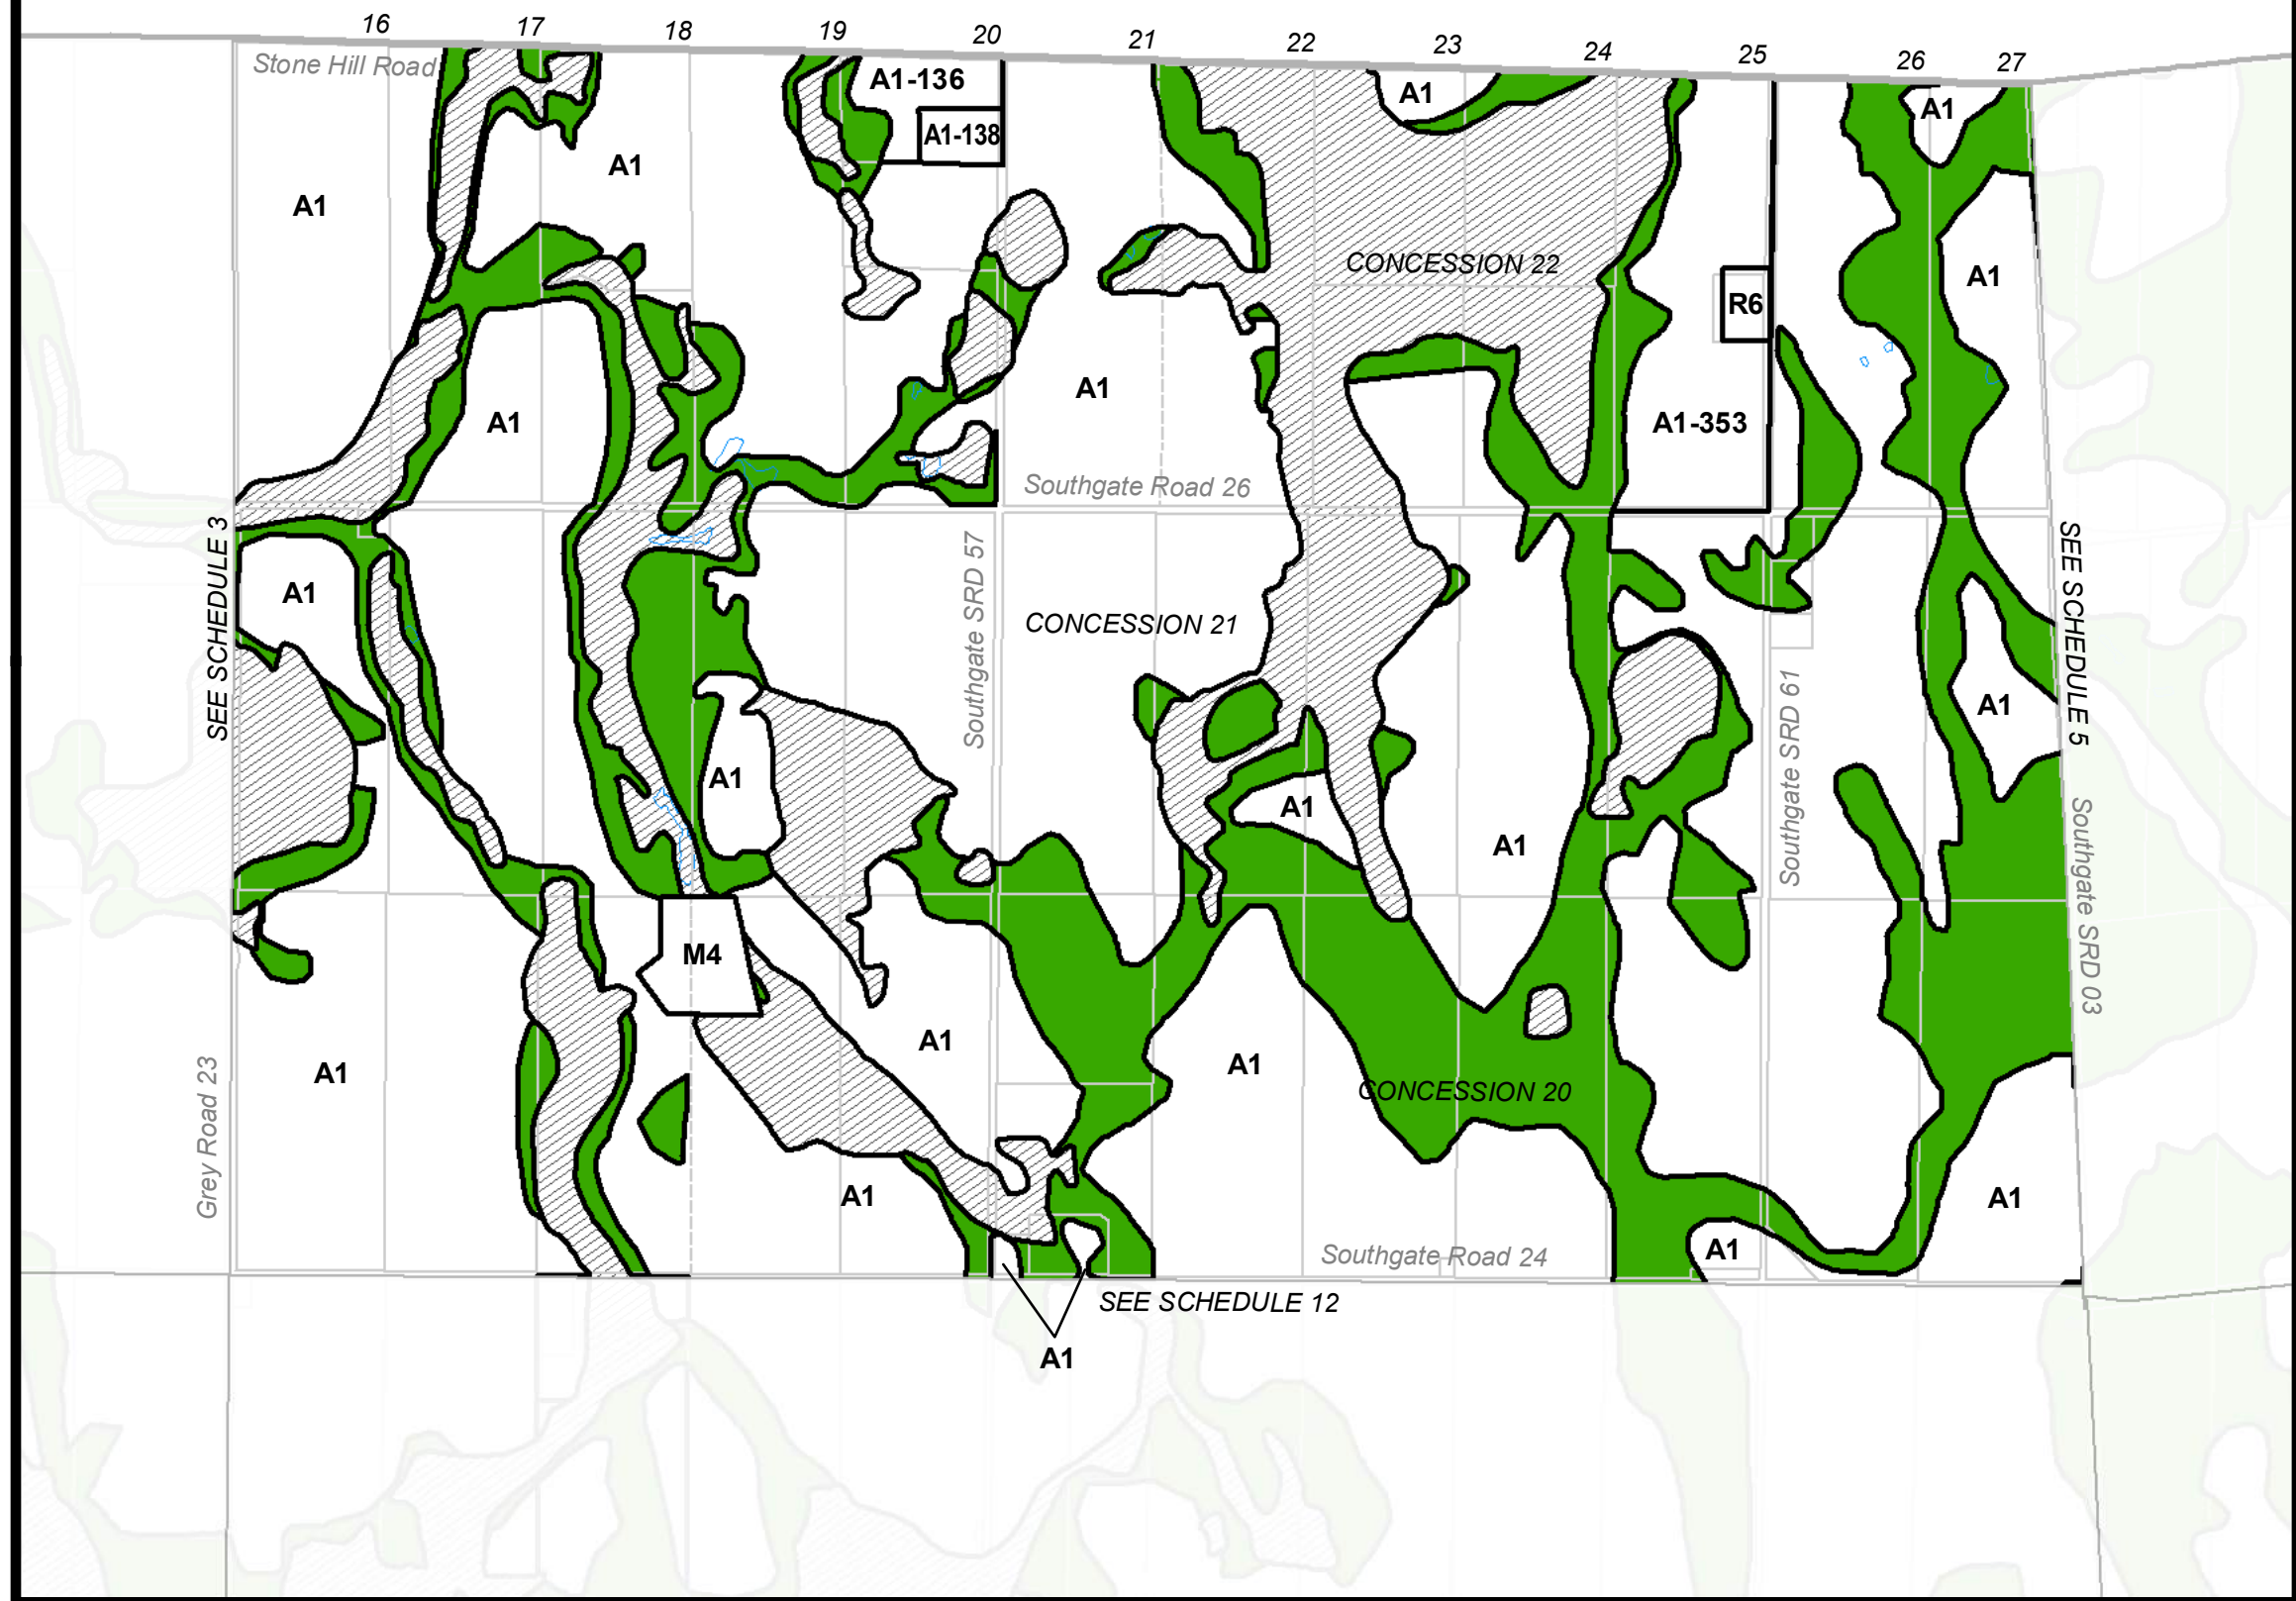 16 17 18 19 20 21 22 23 24 25 26 27
Stone Hill Road
A1-136
A1
A1
A1-138
A1
A1
CONCESSION 22
A1
R6
A1
A1
A1-353
Southgate Road 26
SEE SCHEDULE 3
A1
Southgate SRD 57
CONCESSION 21
SEE SCHEDULE 5
Southgate SRD 61
A1
A1
A1
A1
Southgate SRD 03
M4
A1
A1
A1
CONCESSION 20
Grey Road 23
A1
A1
A1
Southgate Road 24
SEE SCHEDULE 12
A1